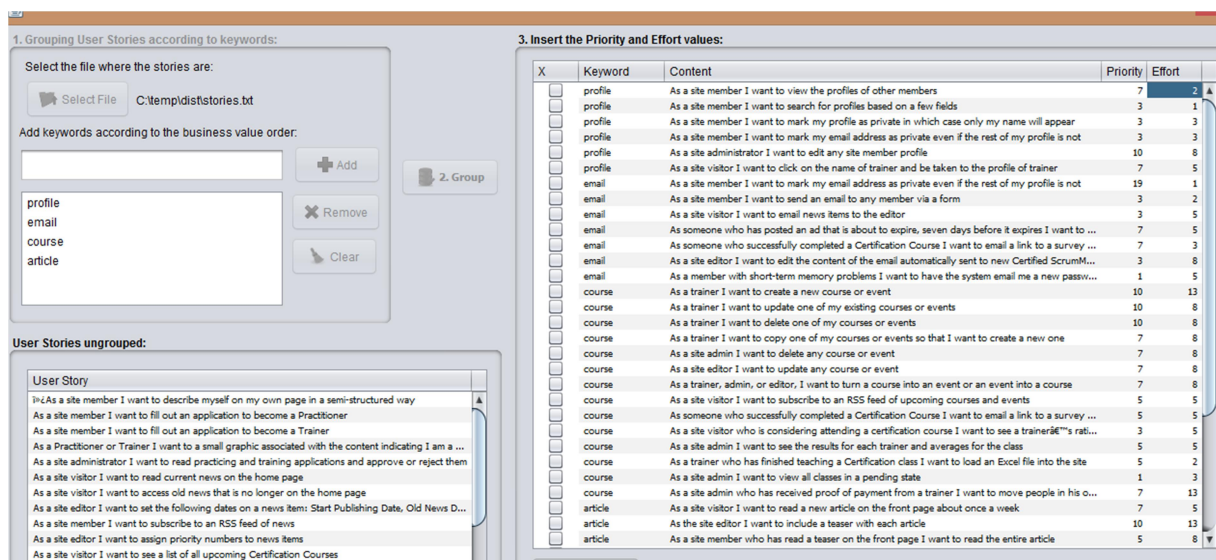 1. Grouping User Stories according to keywords:
Select the file where the stories are:
Select File C:\temp\dist\stories.txt
Add keywords according to the business value order:
Add
profile
email
course
article
Remove
Clear
2. Group
User Stories ungrouped:
User Story
ï»¿As a site member I want to describe myself on my own page in a semi-structured way
As a site member I want to fill out an application to become a Practitioner
As a site member I want to fill out an application to become a Trainer
As a Practitioner or Trainer I want to a small graphic associated with the content indicating I am a ...
As a site administrator I want to read practicing and training applications and approve or reject them
As a site visitor I want to read current news on the home page
As a site visitor I want to access old news that is no longer on the home page
As a site editor I want to set the following dates on a news item: Start Publishing Date, Old News D...
As a site member I want to subscribe to an RSS feed of news
As a site editor I want to assign priority numbers to news items
As a site visitor I want to see a list of all upcoming Certification Courses
3. Insert the Priority and Effort values:
X Keyword Content Priority Effort
profile As a site member I want to view the profiles of other members 7 2
profile As a site member I want to search for profiles based on a few fields 3 1
profile As a site member I want to mark my profile as private in which case only my name will appear 3 3
profile As a site member I want to mark my email address as private even if the rest of my profile is not 3 3
profile As a site administrator I want to edit any site member profile 10 8
profile As a site visitor I want to click on the name of trainer and be taken to the profile of trainer 7 5
email As a site member I want to mark my email address as private even if the rest of my profile is not 19 1
email As a site member I want to send an email to any member via a form 3 2
email As a site visitor I want to email news items to the editor 3 5
email As someone who has posted an ad that is about to expire, seven days before it expires I want to ... 7 5
email As someone who successfully completed a Certification Course I want to email a link to a survey ... 7 3
email As a site editor I want to edit the content of the email automatically sent to new Certified ScrumM... 3 8
email As a member with short-term memory problems I want to have the system email me a new passw... 1 5
course As a trainer I want to create a new course or event 10 13
course As a trainer I want to update one of my existing courses or events 10 8
course As a trainer I want to delete one of my courses or events 10 8
course As a trainer I want to copy one of my courses or events so that I want to create a new one 7 8
course As a site admin I want to delete any course or event 7 8
course As a site editor I want to update any course or event 7 8
course As a trainer, admin, or editor, I want to turn a course into an event or an event into a course 7 8
course As a site visitor I want to subscribe to an RSS feed of upcoming courses and events 5 5
course As someone who successfully completed a Certification Course I want to email a link to a survey ... 5 5
course As a site visitor who is considering attending a certification course I want to see a trainerâ€™s rati... 3 5
course As a site admin I want to see the results for each trainer and averages for the class 5 5
course As a trainer who has finished teaching a Certification class I want to load an Excel file into the site 5 2
course As a site admin I want to view all classes in a pending state 1 3
course As a site admin who has received proof of payment from a trainer I want to move people in his o... 7 13
article As a site visitor I want to read a new article on the front page about once a week 7 5
article As the site editor I want to include a teaser with each article 10 13
article As a site member who has read a teaser on the front page I want to read the entire article 5 8